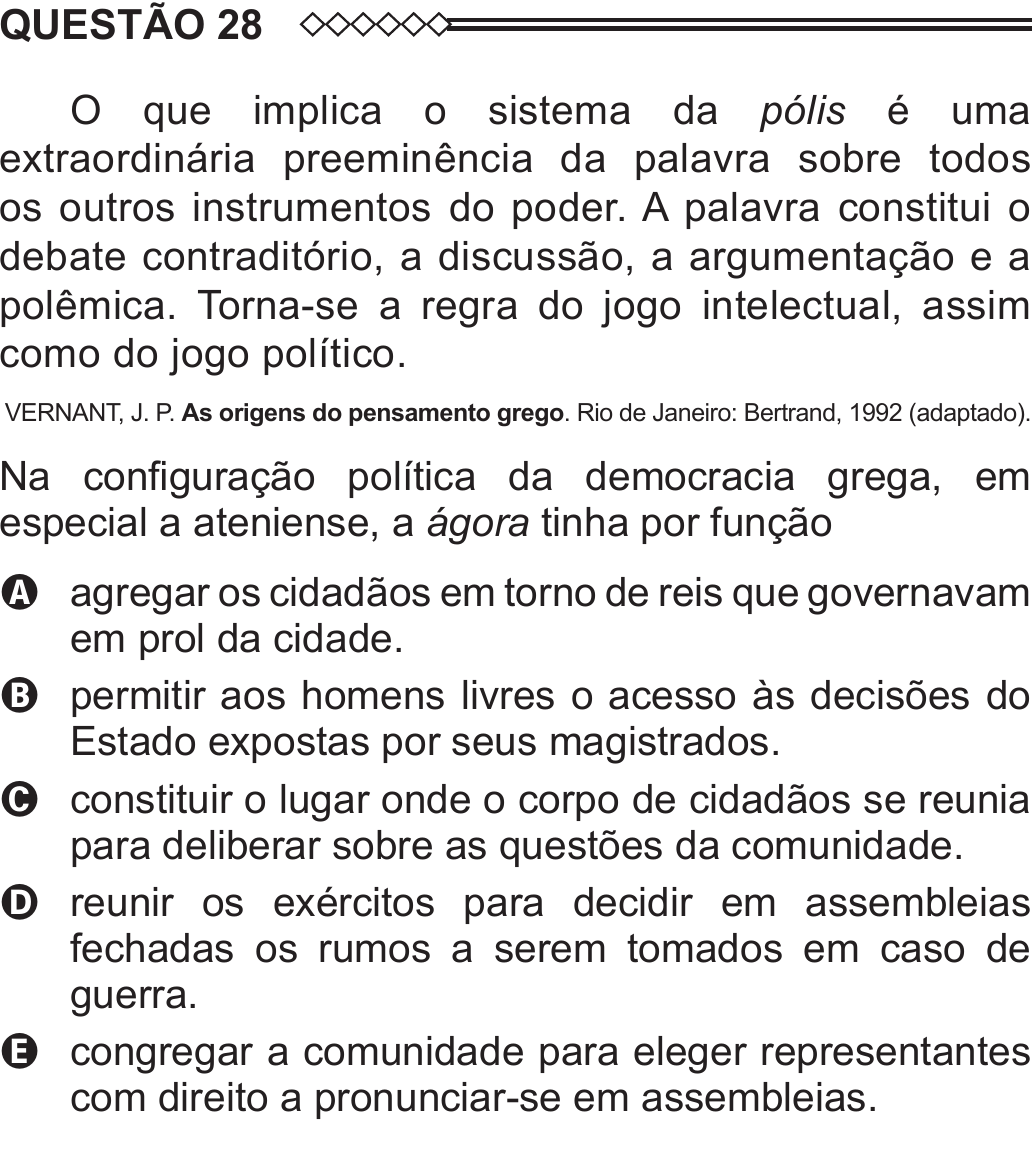 QUESTÃO 28
O que implica o sistema da pólis é uma
extraordinária preeminência da palavra sobre todos
os outros instrumentos do poder. A palavra constitui o
debate contraditório, a discussão, a argumentação e a
polêmica. Torna-se a regra do jogo intelectual, assim
como do jogo político.
VERNANT, J. P. As origens do pensamento grego. Rio de Janeiro: Bertrand, 1992 (adaptado).
Na configuração política da democracia grega, em
especial a ateniense, a ágora tinha por função
A agregar os cidadãos em torno de reis que governavam
em prol da cidade.
B permitir aos homens livres o acesso às decisões do
Estado expostas por seus magistrados.
C constituir o lugar onde o corpo de cidadãos se reunia
para deliberar sobre as questões da comunidade.
D reunir os exércitos para decidir em assembleias
fechadas os rumos a serem tomados em caso de
guerra.
E congregar a comunidade para eleger representantes
com direito a pronunciar-se em assembleias.